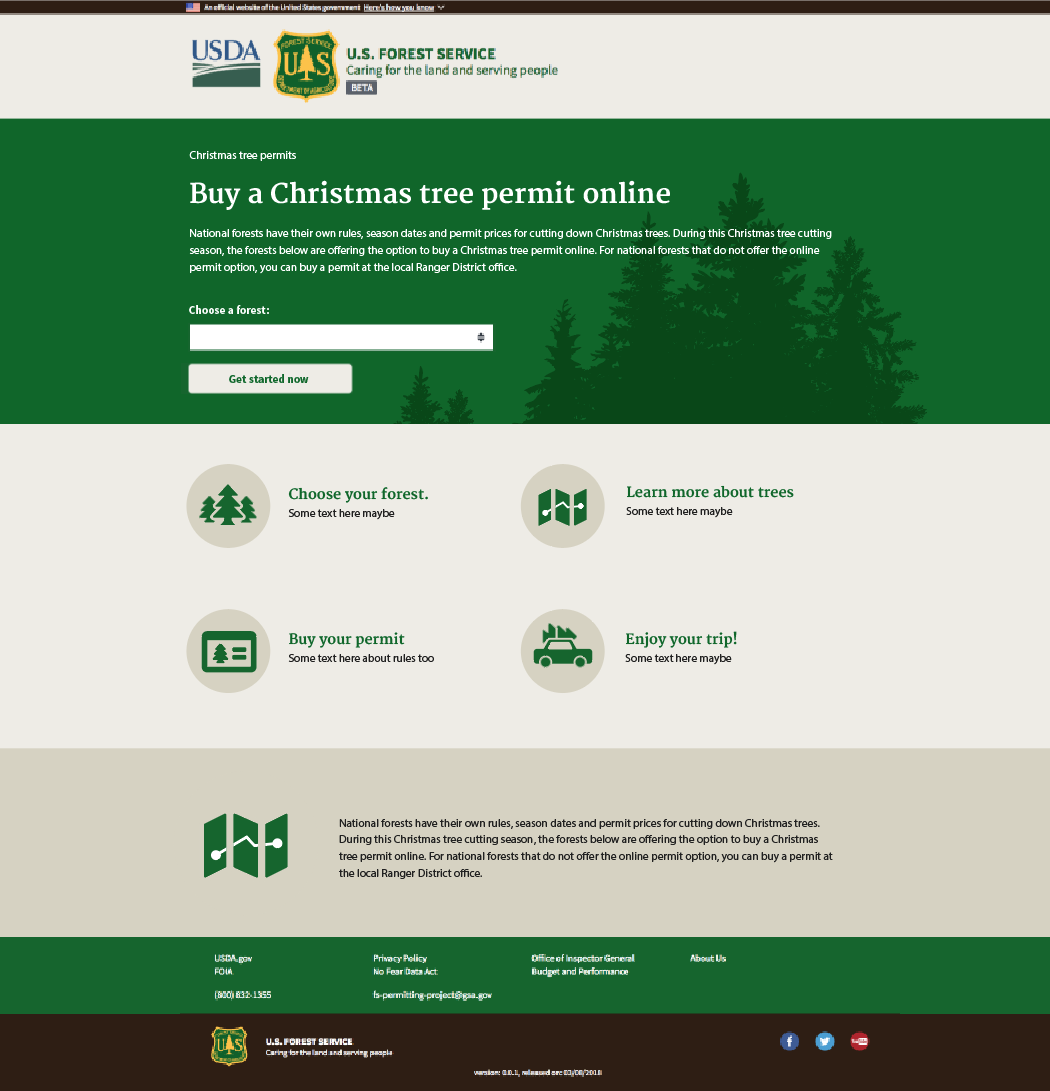 An official website of the United States government Here's how you know
USDA
FOREST SERVICE
U S
DEPARTMENT OF AGRICULTURE
U.S. FOREST SERVICE
Caring for the land and serving people
BETA
Christmas tree permits
Buy a Christmas tree permit online
National forests have their own rules, season dates and permit prices for cutting down Christmas trees. During this Christmas tree cutting
season, the forests below are offering the option to buy a Christmas tree permit online. For national forests that do not offer the online
permit option, you can buy a permit at the local Ranger District office.
Choose a forest:
Get started now
Choose your forest.
Some text here maybe
Learn more about trees
Some text here maybe
Buy your permit
Some text here about rules too
Enjoy your trip!
Some text here maybe
National forests have their own rules, season dates and permit prices for cutting down Christmas trees.
During this Christmas tree cutting season, the forests below are offering the option to buy a Christmas
tree permit online. For national forests that do not offer the online permit option, you can buy a permit at
the local Ranger District office.
USDA.gov
FOIA
(800) 832-1355
Privacy Policy
No Fear Data Act
fs-permitting-project@gsa.gov
Office of Inspector General
Budget and Performance
About Us
U S
U.S. FOREST SERVICE
Caring for the land and serving people
version: 0.0.1, released on: 03/08/2018